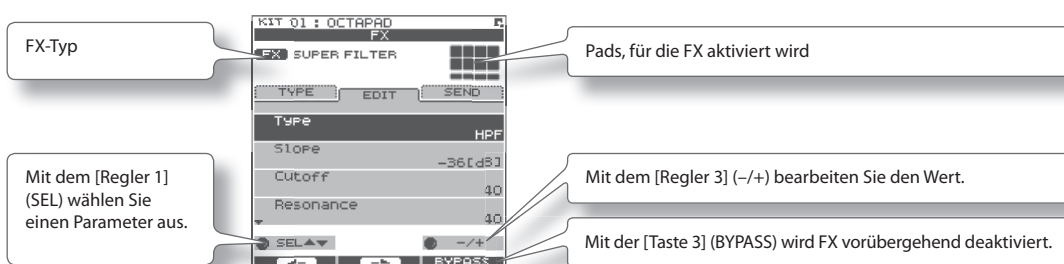 KIT 01 : OCTAPAD
FX
FX SUPER FILTER
TYPE EDIT SEND
Type
HPF
Slope
-36[dB]
Cutoff
40
Resonance
40
SEL▲▼ -/+
BYPASS
FX-Typ
Pads, für die FX aktiviert wird
Mit dem [Regler 1]
(SEL) wählen Sie
einen Parameter aus.
Mit dem [Regler 3] (–/+) bearbeiten Sie den Wert.
Mit der [Taste 3] (BYPASS) wird FX vorübergehend deaktiviert.